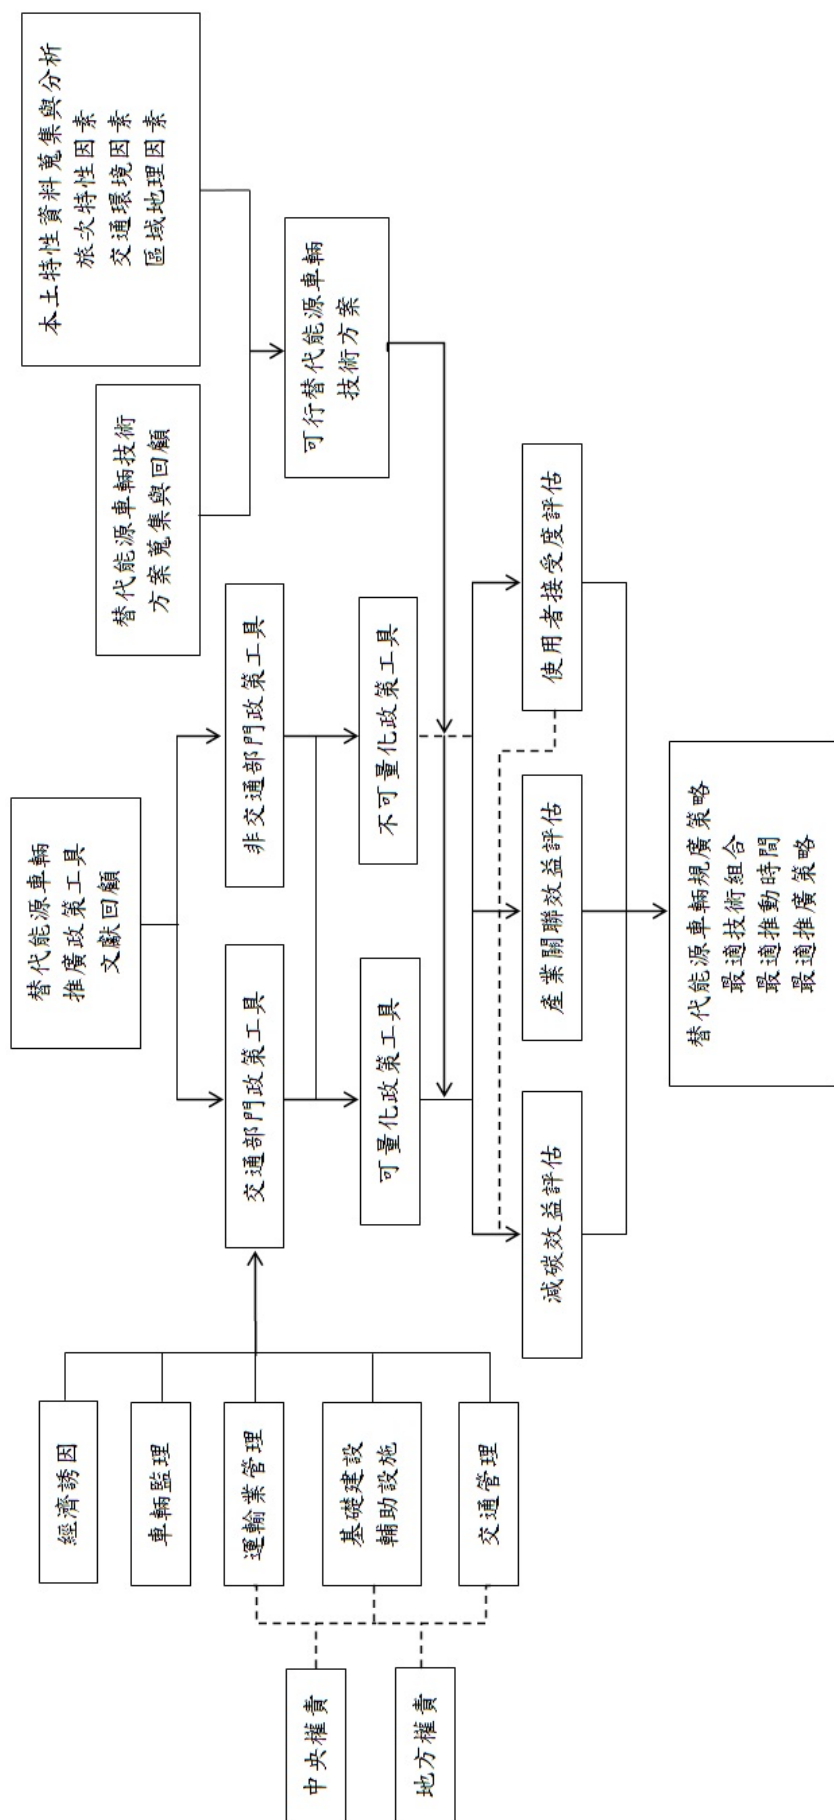 替代能源車輛
推廣政策工具
文獻回顧
替代能源車輛技術
方案蒐集與回顧
本土特性資料蒐集與分析
旅次特性因素
交通環境因素
區域地理因素
經濟誘因
車輛監理
運輸業管理
基礎建設
輔助設施
交通管理
中央權責
地方權責
交通部門政策工具
非交通部門政策工具
可行替代能源車輛
技術方案
可量化政策工具
不可量化政策工具
減碳效益評估
產業關聯效益評估
使用者接受度評估
替代能源車輛規廣策略
最適技術組合
最適推動時間
最適推廣策略